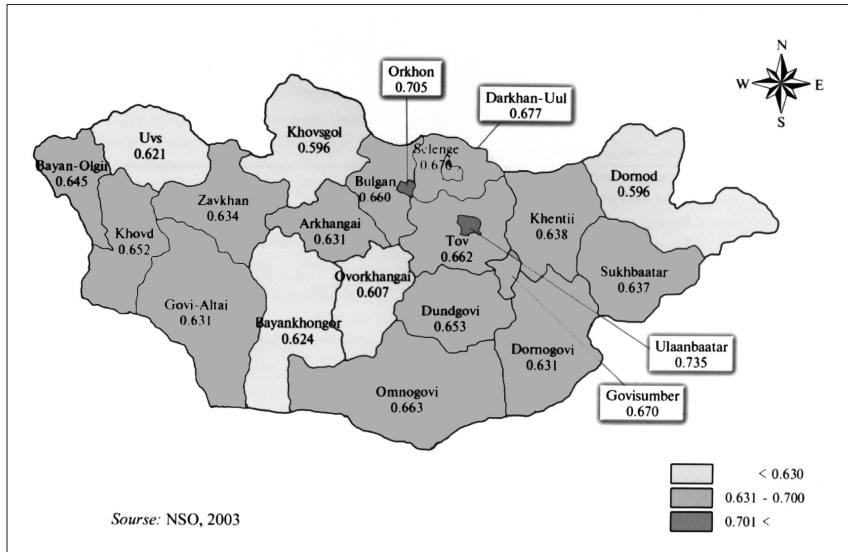 N
W E
S
Orkhon
0.705
Darkhan-Uul
0.677
Uvs
0.621
Khovsgol
0.596
Selenge
0.670
Bayan-Olgii
0.645
Bulgan
0.660
Dornod
0.596
Zavkhan
0.634
Khentii
0.638
Khovd
0.652
Arkhangai
0.631
Tov
0.662
Ovorkhangai
0.607
Sukhbaatar
0.637
Govi-Altai
0.631
Bayankhongor
0.624
Dundgovi
0.653
Dornogovi
0.631
Ulaanbaatar
0.735
Omnogovi
0.663
Govisumber
0.670
< 0.630
0.631 - 0.700
0.701 <
Sourse: NSO, 2003